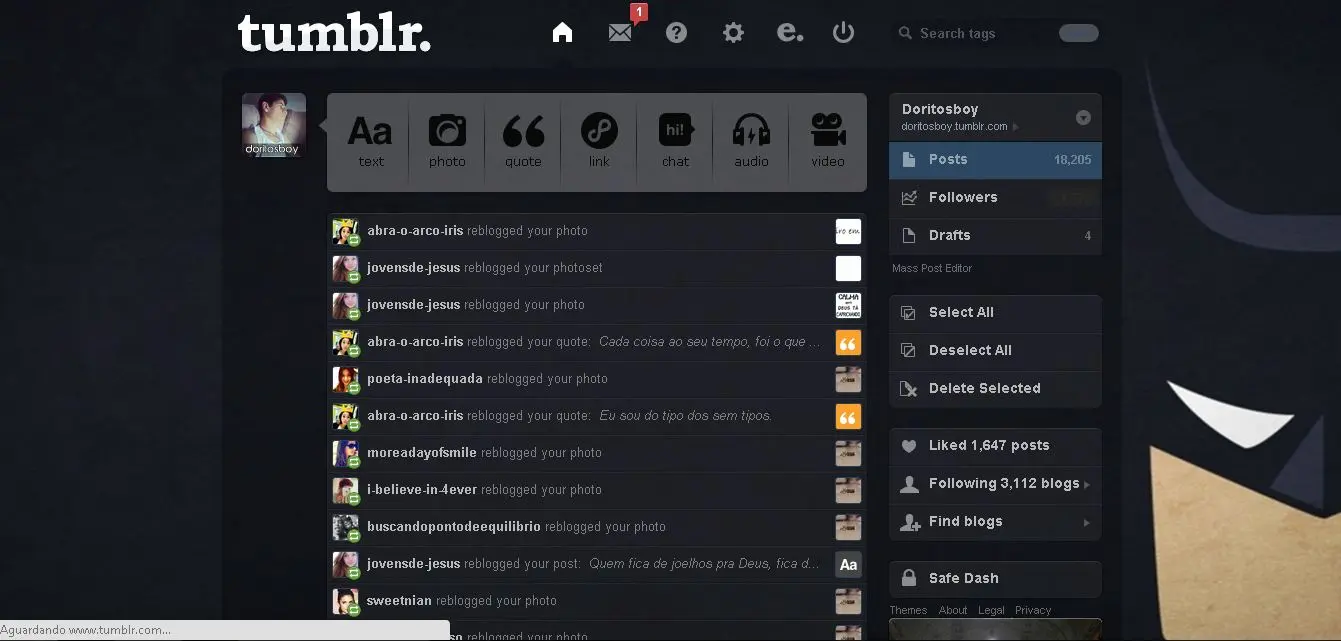 tumblr.
1
?
e.
Search tags
doritosboy
Aa
hi!
text
photo
quote
link
chat
audio
video
Doritosboy
doritosboy.tumblr.com
Posts 18,205
Followers
Drafts 4
Mass Post Editor
Select All
Deselect All
Delete Selected
Liked 1,647 posts
Following 3,112 blogs
Find blogs
Safe Dash
Themes About Legal Privacy
abra-o-arco-iris reblogged your photo
jovensde-jesus reblogged your photoset
jovensde-jesus reblogged your photo
CALMA
DEUS TÁ
CAPRICHANDO
abra-o-arco-iris reblogged your quote: Cada coisa ao seu tempo, foi o que ...
poeta-inadequada reblogged your photo
abra-o-arco-iris reblogged your quote: Eu sou do tipo dos sem tipos.
moreadayofsmile reblogged your photo
i-believe-in-4ever reblogged your photo
buscandopontodeequilibrio reblogged your photo
jovensde-jesus reblogged your post: Quem fica de joelhos pra Deus, fica d...
Aa
sweetnian reblogged your photo
so reblogged your photo
Aguardando www.tumblr.com...